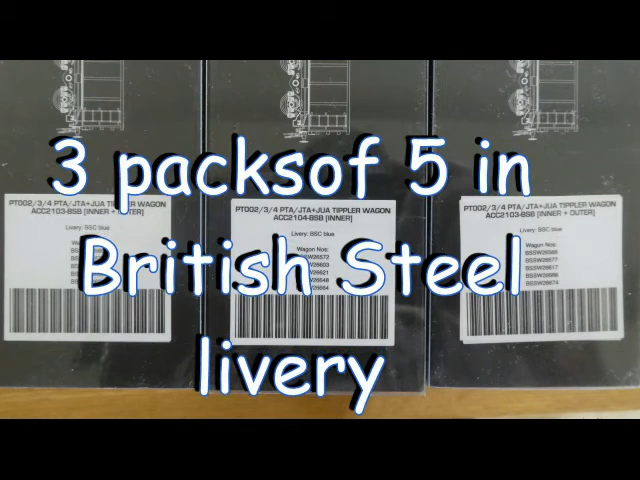 3 packsof 5 in
British Steel
livery
PT002/3/4 PTA/JTA+JUA TIPPLER WAGON
ACC2103-BSB [INNER + OUTER]
Livery: BSC blue
Wagon Nos:
PT002/3/4 PTA/JTA+JUA TIPPLER WAGON
ACC2104-BSB [INNER]
Livery: BSC blue
Wagon Nos:
PT002/3/4 PTA/JTA+JUA TIPPLER WAGON
ACC2103-BSB [INNER + OUTER]
Livery: BSC blue
Wagon Nos: